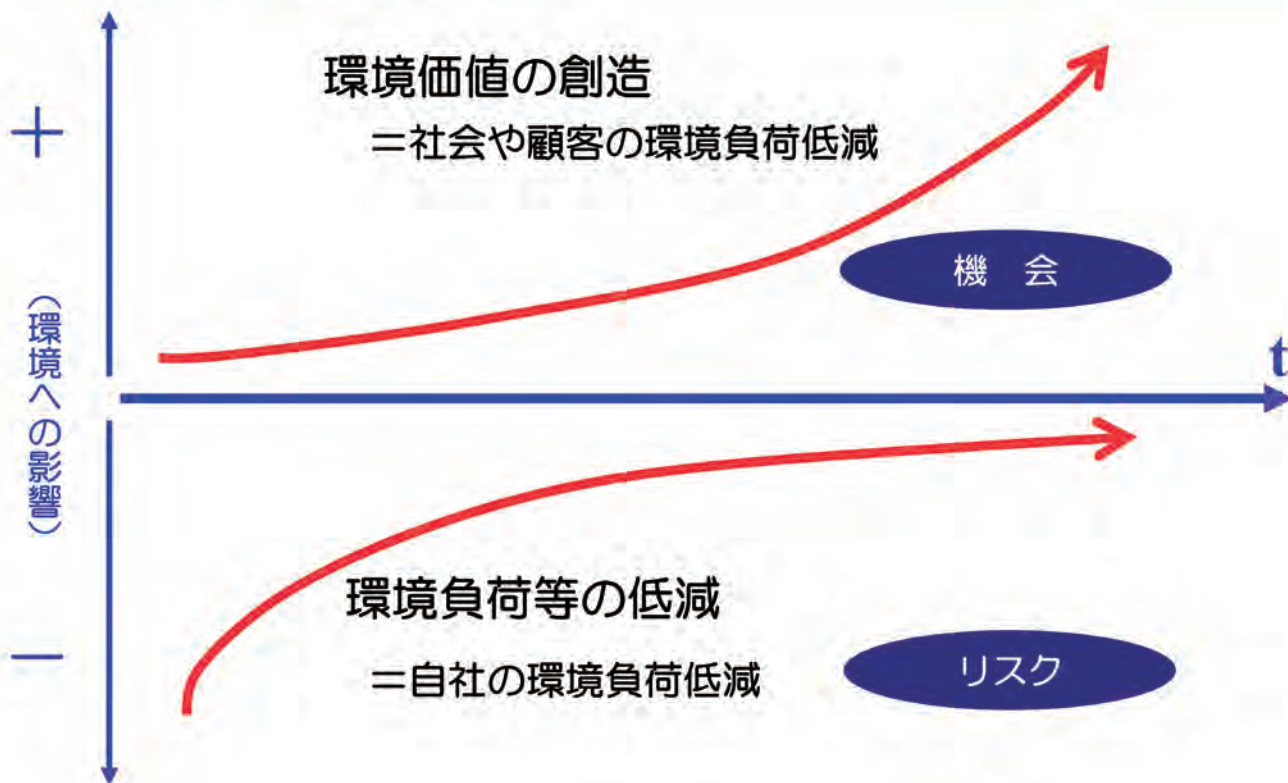 環境価値の創造
＝社会や顧客の環境負荷低減
＋
機　会
t
（環境への影響）
環境負荷等の低減
－
＝自社の環境負荷低減
リスク